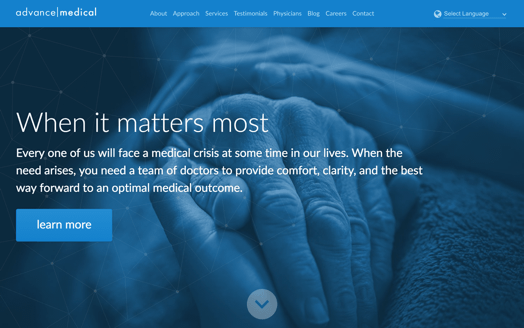 advance|medical
About Approach Services Testimonials Physicians Blog Careers Contact
Select Language
When it matters most
Every one of us will face a medical crisis at some time in our lives. When the
need arises, you need a team of doctors to provide comfort, clarity, and the best
way forward to an optimal medical outcome.
learn more